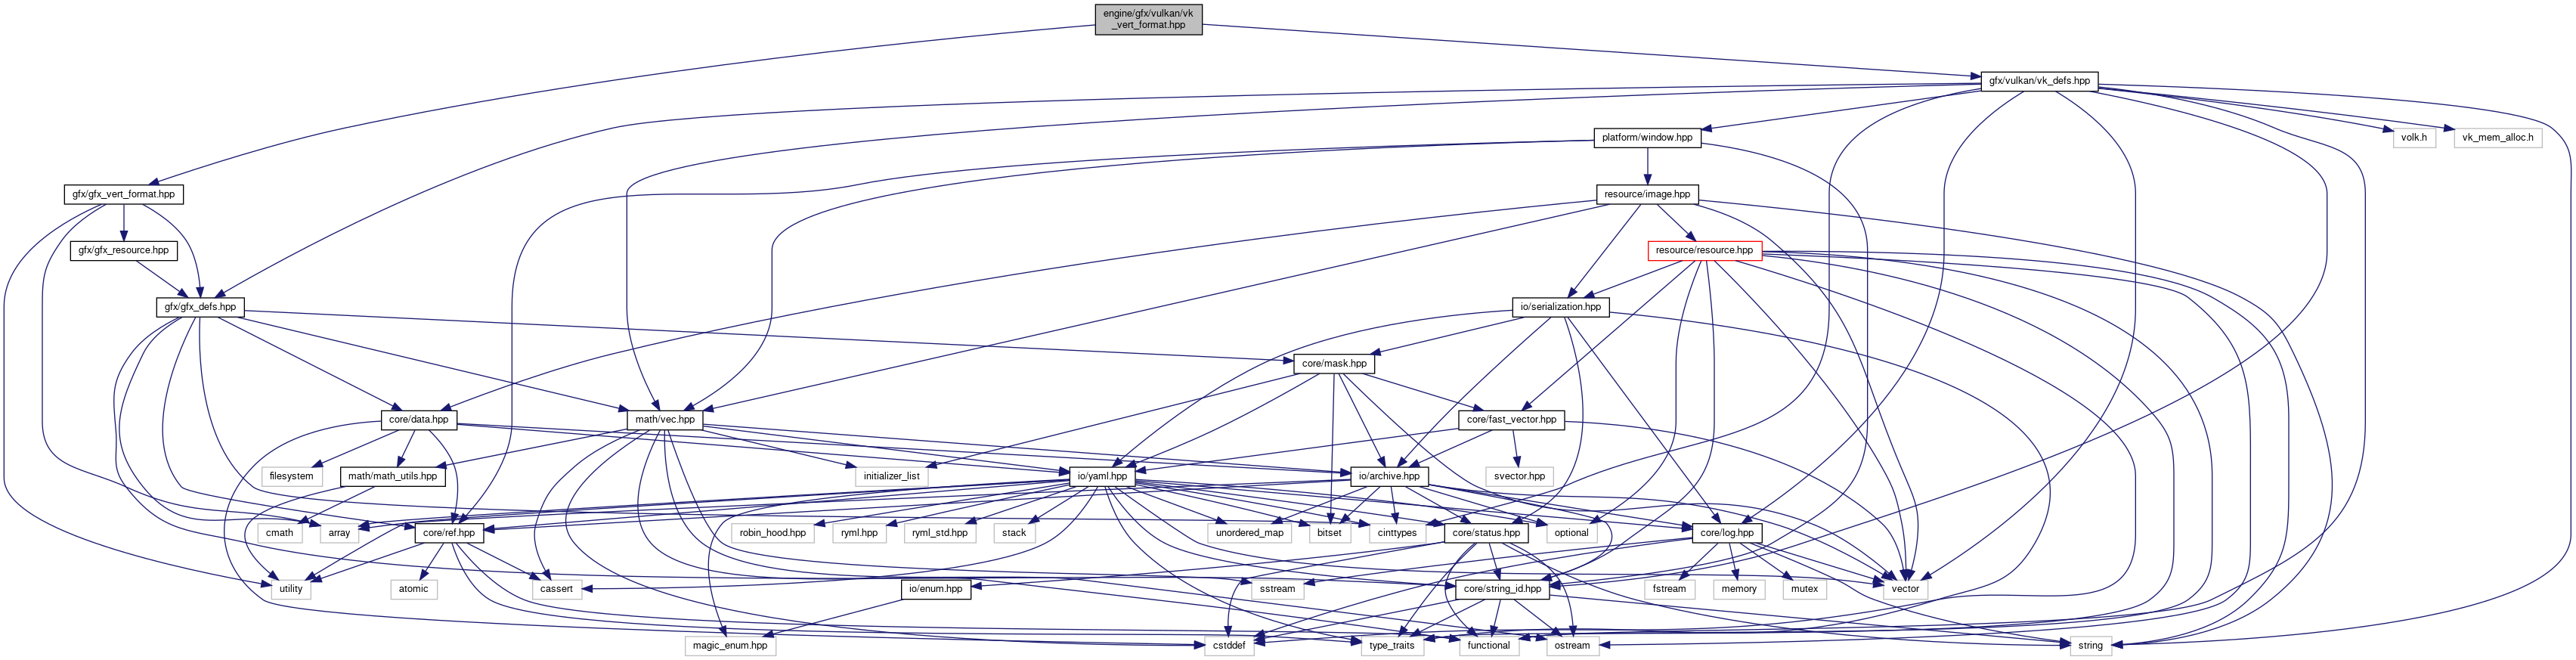 engine/gfx/vulkan/vk
_vert_format.hpp
gfx/vulkan/vk_defs.hpp
platform/window.hpp
volk.h
vk_mem_alloc.h
gfx/gfx_vert_format.hpp
resource/image.hpp
gfx/gfx_resource.hpp
resource/resource.hpp
gfx/gfx_defs.hpp
io/serialization.hpp
core/mask.hpp
core/data.hpp
math/vec.hpp
core/fast_vector.hpp
filesystem
math/math_utils.hpp
initializer_list
io/yaml.hpp
io/archive.hpp
svector.hpp
cmath
array
core/ref.hpp
robin_hood.hpp
ryml.hpp
ryml_std.hpp
stack
unordered_map
bitset
cinttypes
core/status.hpp
optional
core/log.hpp
utility
atomic
cassert
io/enum.hpp
sstream
core/string_id.hpp
fstream
memory
mutex
vector
magic_enum.hpp
cstddef
type_traits
functional
ostream
string